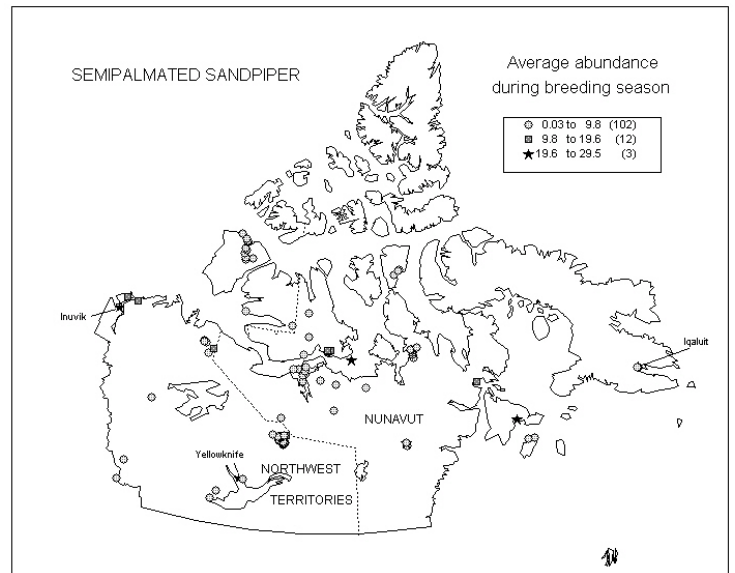 SEMIPALMATED SANDPIPER
Average abundance
during breeding season
0.03 to 9.8 (102)
9.8 to 19.6 (12)
19.6 to 29.5 (3)
Inuvik
Iqaluit
NUNAVUT
Yellowknife
NORTHWEST
TERRITORIES